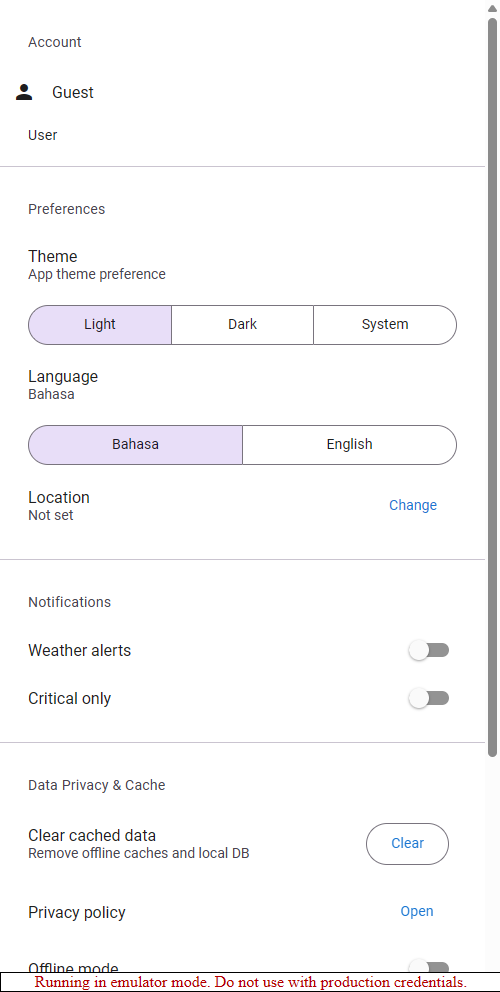 Account
Guest
User
Preferences
Theme
App theme preference
Light Dark System
Language
Bahasa
Bahasa English
Location
Not set
Change
Notifications
Weather alerts
Critical only
Data Privacy & Cache
Clear cached data
Remove offline caches and local DB
Clear
Privacy policy
Open
Offline mode
Running in emulator mode. Do not use with production credentials.